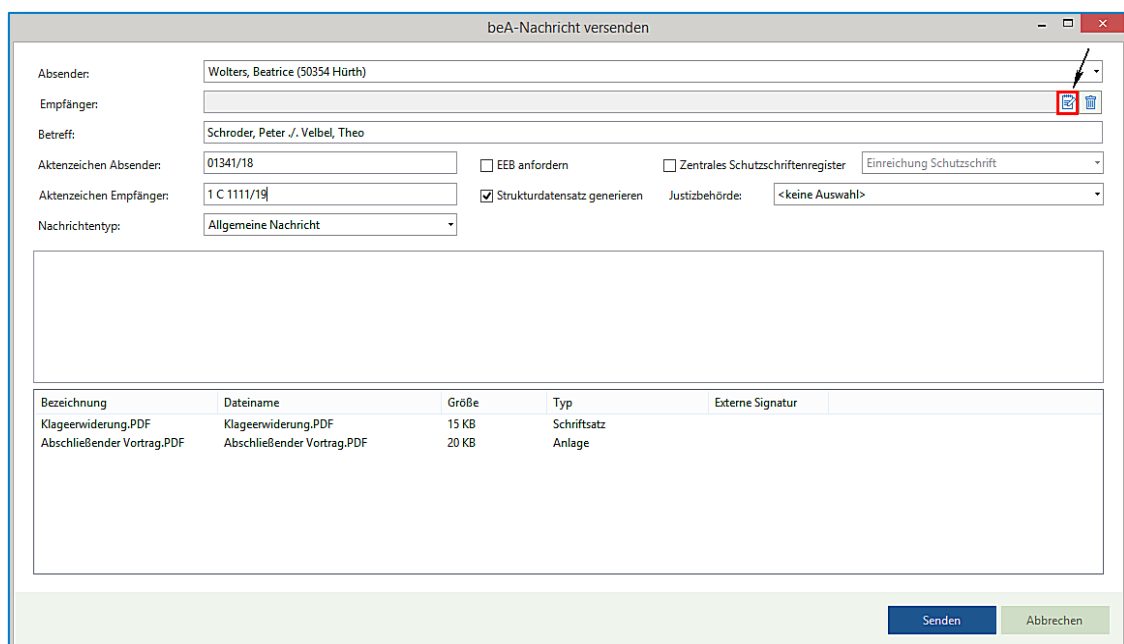 beA-Nachricht versenden
Absender: Wolters, Beatrice (50354 Hürth)
Empfänger:
Betreff: Schroder, Peter ./. Velbel, Theo
Aktenzeichen Absender: 01341/18 EEB anfordern Zentrales Schutzschriftenregister Einreichung Schutzschrift
Aktenzeichen Empfänger: 1 C 1111/19 Strukturdatensatz generieren Justizbehörde: <keine Auswahl>
Nachrichtentyp: Allgemeine Nachricht
Bezeichnung Dateiname Größe Typ Externe Signatur
Klageerwiderung.PDF Klageerwiderung.PDF 15 KB Schriftsatz
Abschließender Vortrag.PDF Abschließender Vortrag.PDF 20 KB Anlage
Senden Abbrechen